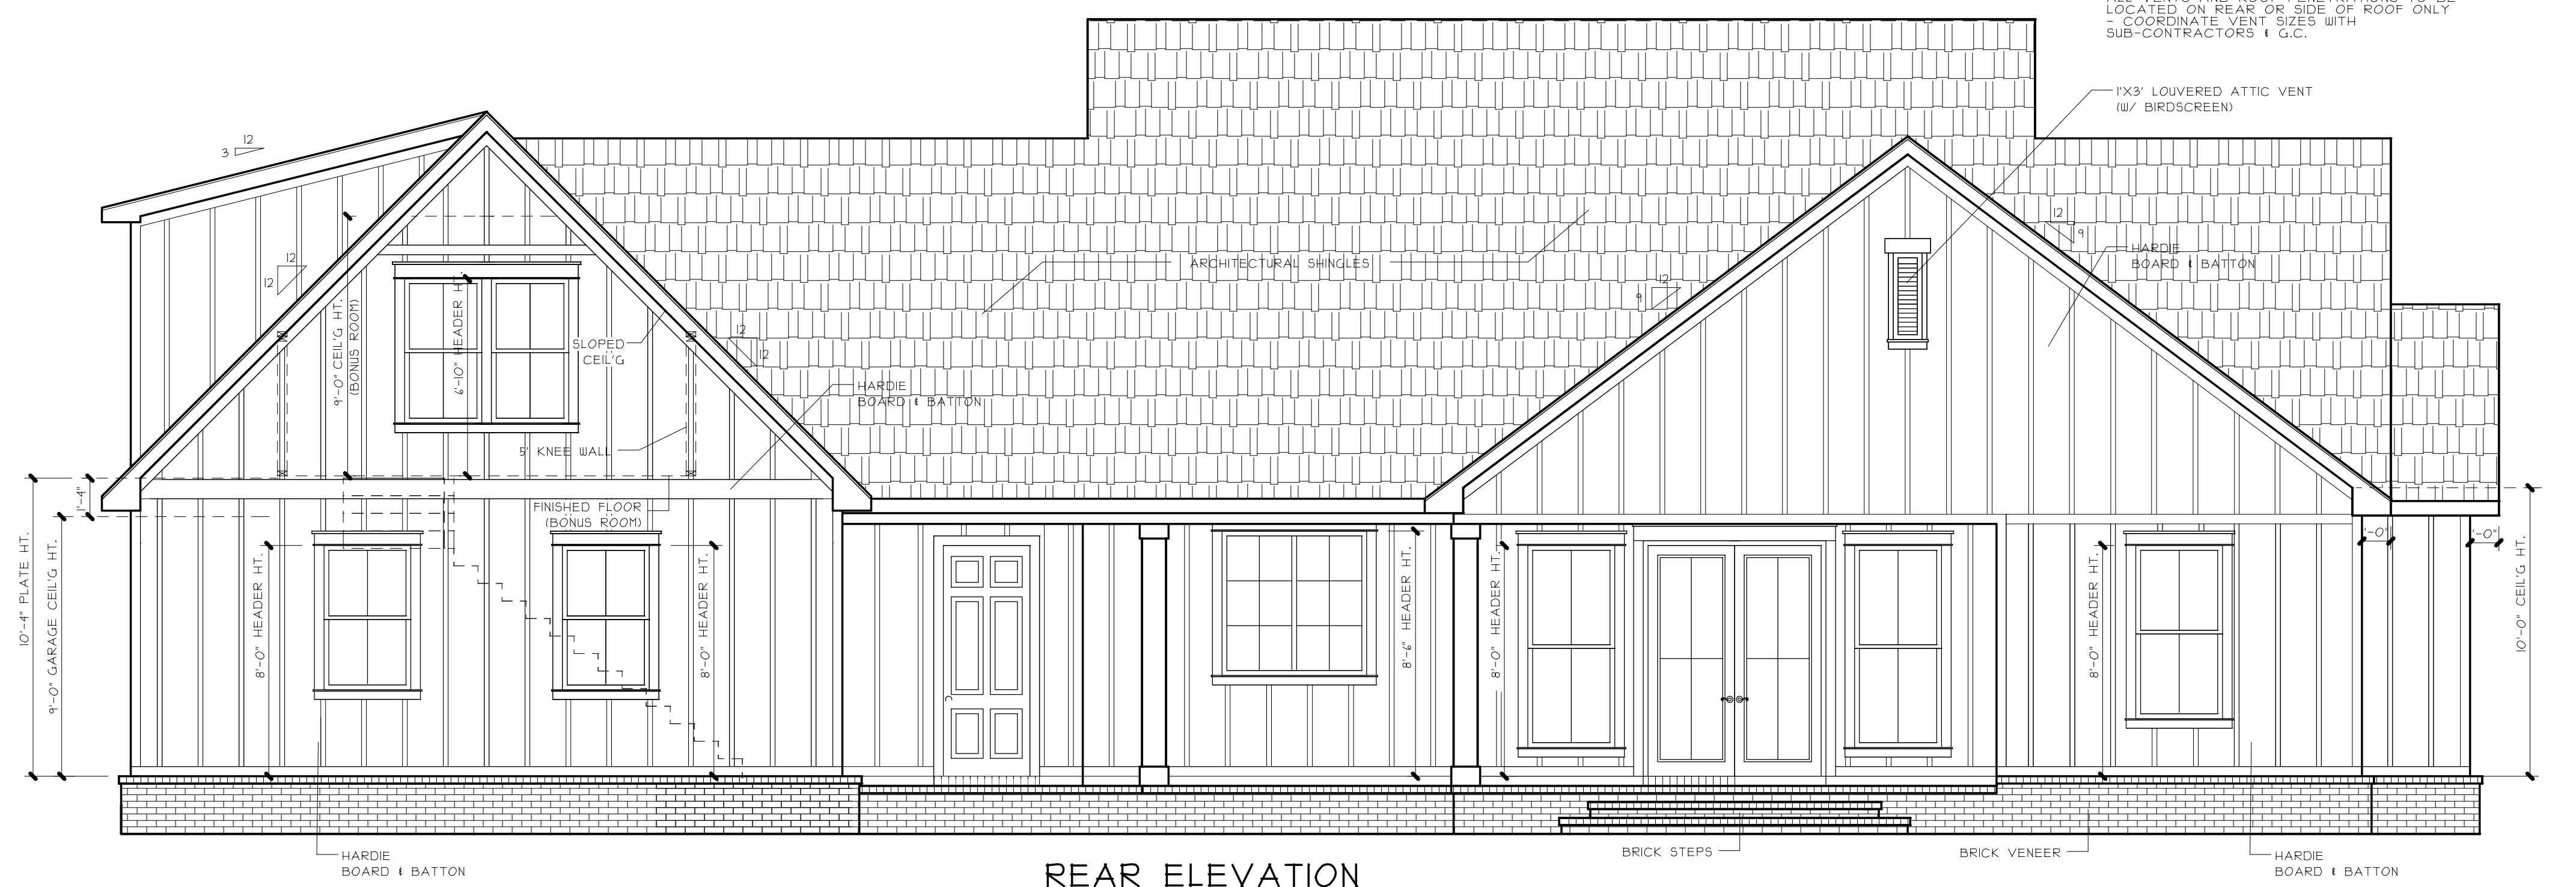 LOCATED ON REAR OR SIDE OF ROOF ONLY
- COORDINATE VENT SIZES WITH
SUB-CONTRACTORS & G.C.
1'X3' LOUVERED ATTIC VENT
(W/ BIRDSCREEN)
12
3
12
12
9'-0" CEIL'G HT.
(BONUS ROOM)
6'-10" HEADER HT.
SLOPED
CEIL'G
12
12
ARCHITECTURAL SHINGLES
12
9
12
9
HARDIE
BOARD & BATTON
HARDIE
BOARD & BATTON
5' KNEE WALL
FINISHED FLOOR
(BONUS ROOM)
1'-4"
10'-4" PLATE HT.
9'-0" GARAGE CEIL'G HT.
8'-0" HEADER HT.
8'-0" HEADER HT.
8'-6" HEADER HT.
8'-0" HEADER HT.
8'-0" HEADER HT.
'-0"
'-0"
10'-0" CEIL'G HT.
HARDIE
BOARD & BATTON
BRICK STEPS
BRICK VENEER
HARDIE
BOARD & BATTON
REAR ELEVATION